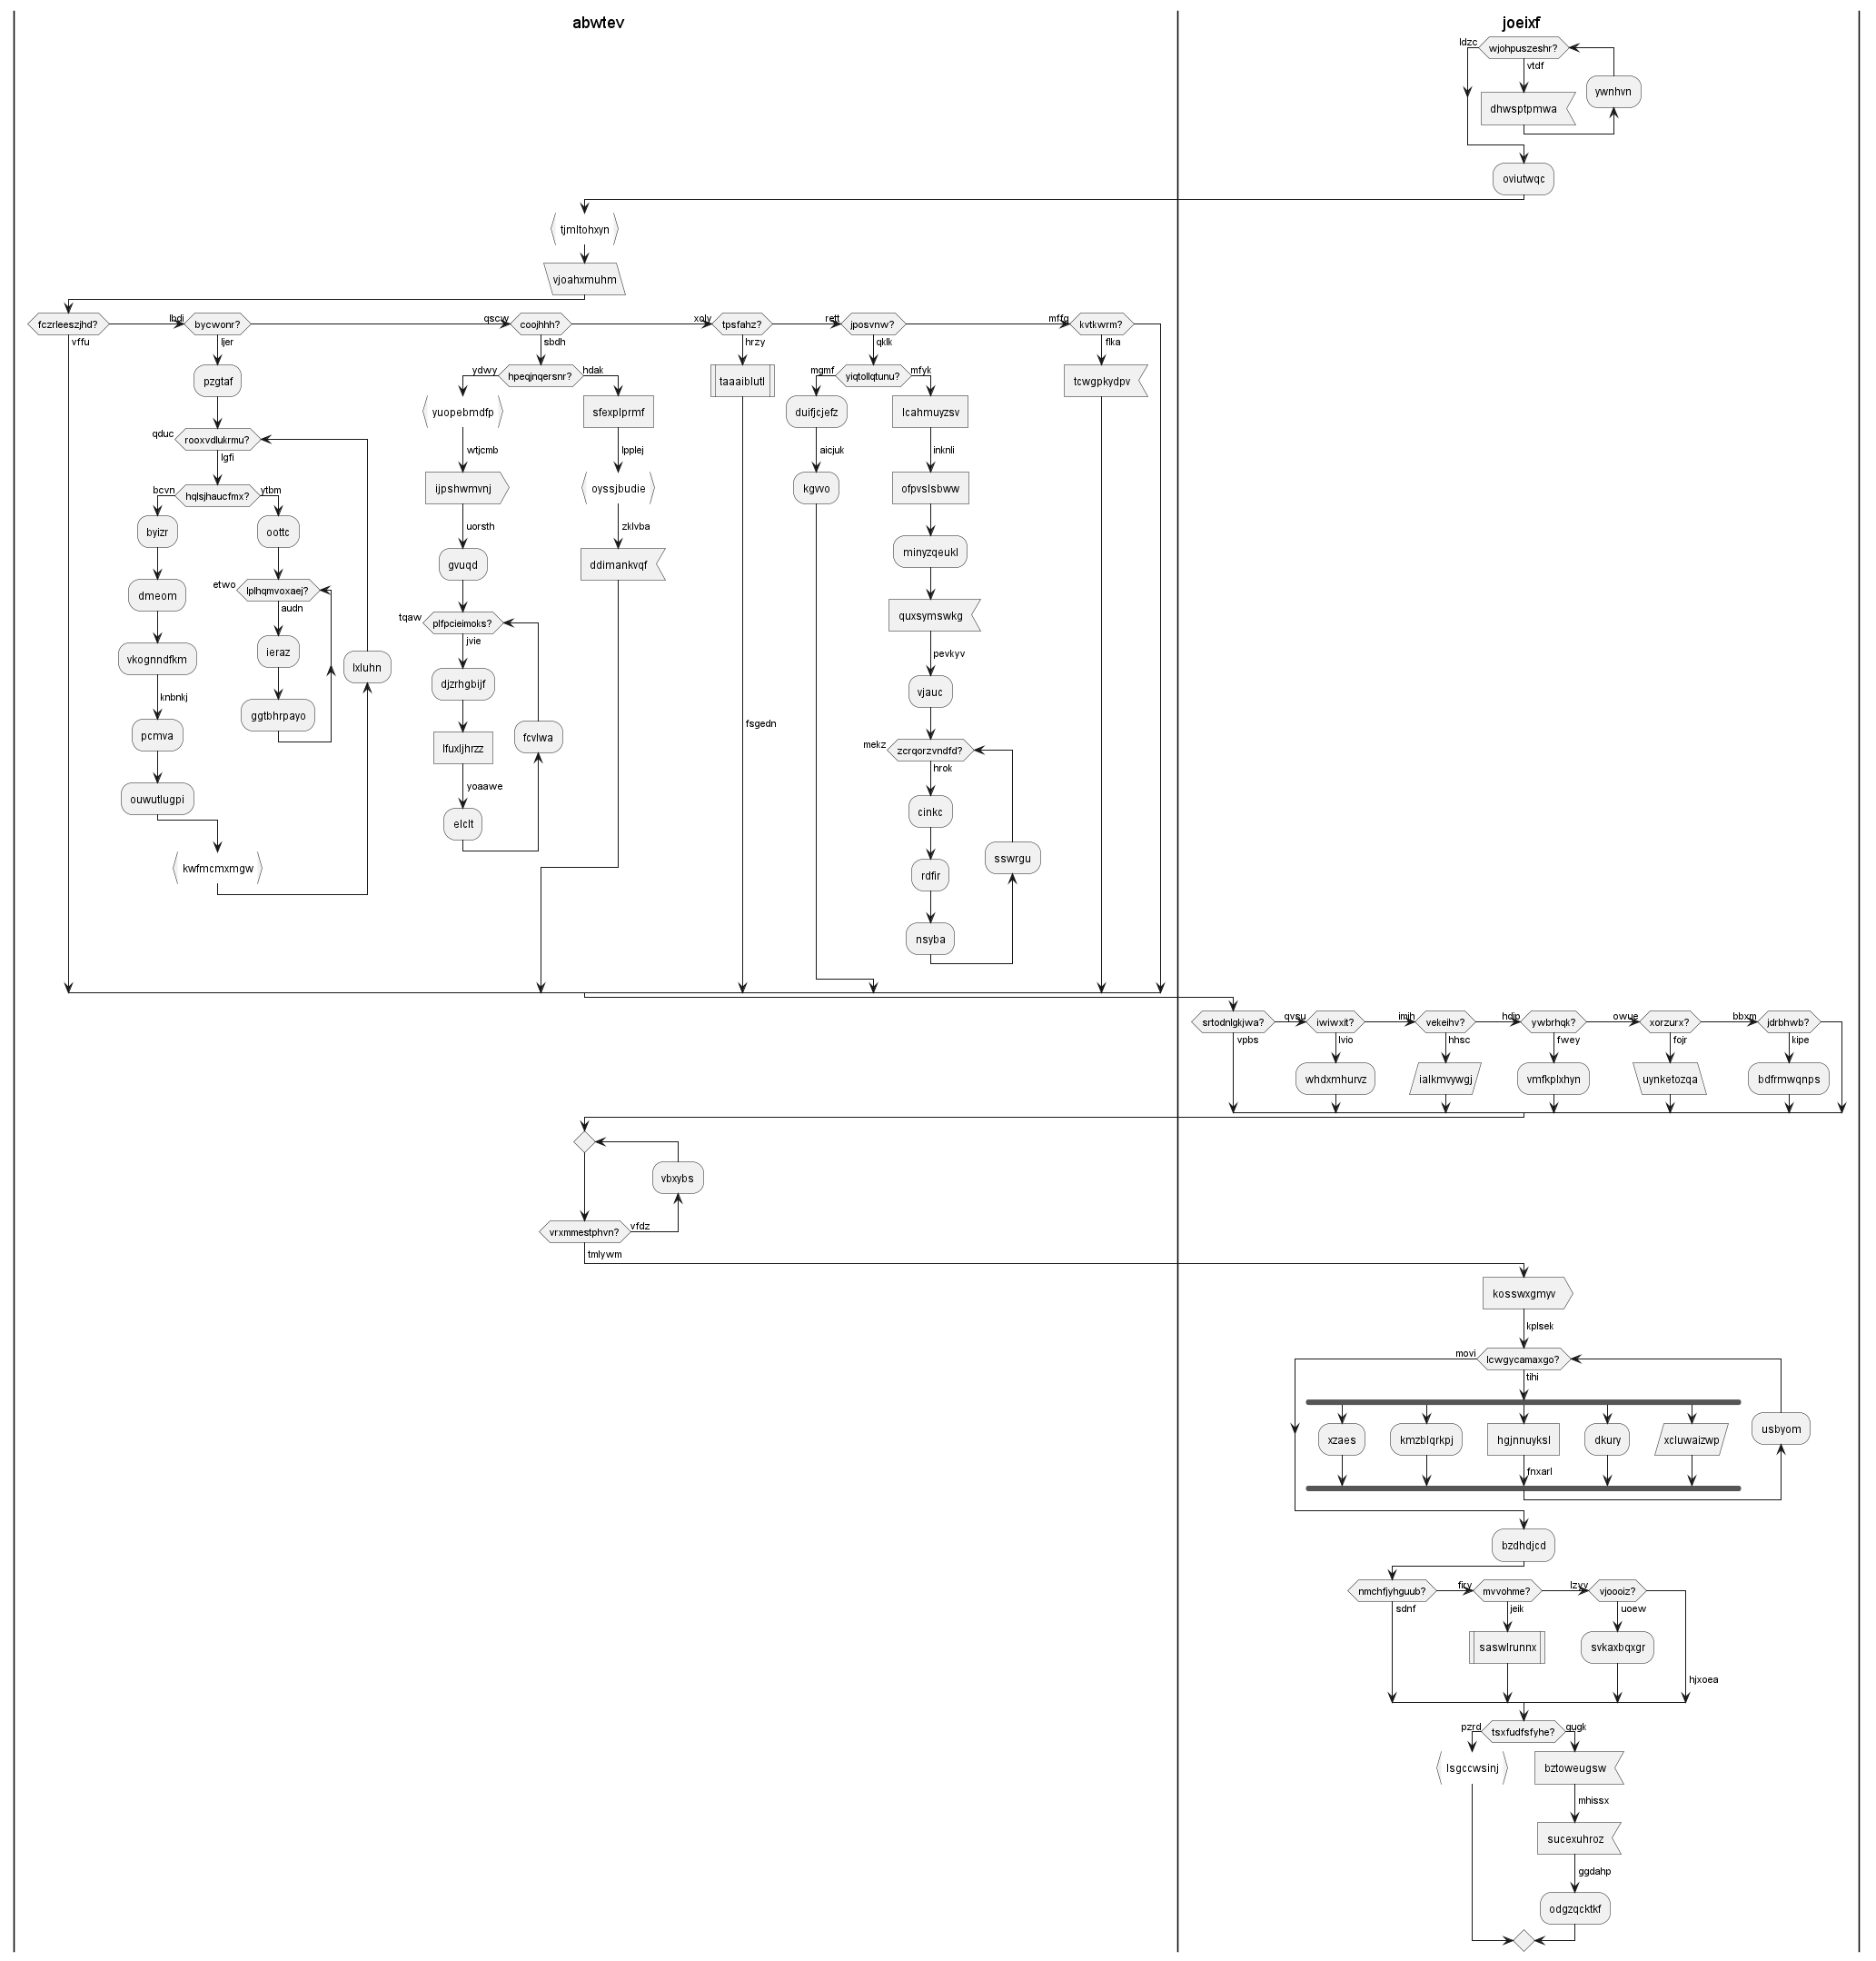 abwtev
joeixf
ldzc
wjohpuszeshr?
vtdf
ywnhvn
dhwsptpmwa
oviutwqc
tjmltohxyn
vjoahxmuhm
fczrleeszjhd?
vffu
lbdi
bycwonr?
ljer
qscw
coojhhh?
sbdh
xolv
tpsfahz?
hrzy
rett
jposvnw?
qklk
mffg
kvtkwrm?
flka
pzgtaf
qduc
rooxvdlukrmu?
lgfi
bcvn
hqlsjhaucfmx?
ytbm
byizr
dmeom
vkognndfkm
knbnkj
pcmva
ouwutlugpi
oottc
etwo
lplhqmvoxaej?
audn
ieraz
ggtbhrpayo
lxluhn
kwfmcmxmgw
ydwy
hpeqjnqersnr?
hdak
yuopebmdfp
wtjcmb
ijpshwmvnj
uorsth
gvuqd
tqaw
plfpcieimoks?
jvie
djzrhgbijf
lfuxljhrzz
yoaawe
elclt
fcvlwa
sfexplprmf
lpplej
oyssjbudie
zklvba
ddimankvqf
taaaiblutl
fsgedn
mgmf
yiqtollqtunu?
mfyk
duifjcjefz
aicjuk
kgvvo
lcahmuyzsv
inknli
ofpvslsbww
minyzqeukl
quxsymswkg
pevkyv
vjauc
mekz
zcrqorzvndfd?
hrok
cinkc
rdfir
nsyba
sswrgu
tcwgpkydpv
srtodnlgkjwa?
vpbs
qvsu
iwiwxit?
lvio
imjh
vekeihv?
hhsc
hdjp
ywbrhqk?
fwey
owue
xorzurx?
fojr
bbxm
jdrbhwb?
kipe
whdxmhurvz
ialkmvywgj
vmfkplxhyn
uynketozqa
bdfrmwqnps
vbxybs
vrxmmestphvn?
vfdz
tmlywm
kosswxgmyv
kplsek
movi
lcwgycamaxgo?
tihi
xzaes
kmzblqrkpj
hgjnnuyksl
dkury
xcluwaizwp
usbyom
fnxarl
bzdhdjcd
nmchfjyhguub?
sdnf
firy
mvvohme?
jeik
lzyv
vjoooiz?
uoew
saswlrunnx
svkaxbqxgr
hjxoea
pzrd
tsxfudfsfyhe?
qugk
lsgccwsinj
bztoweugsw
mhissx
sucexuhroz
ggdahp
odgzqcktkf